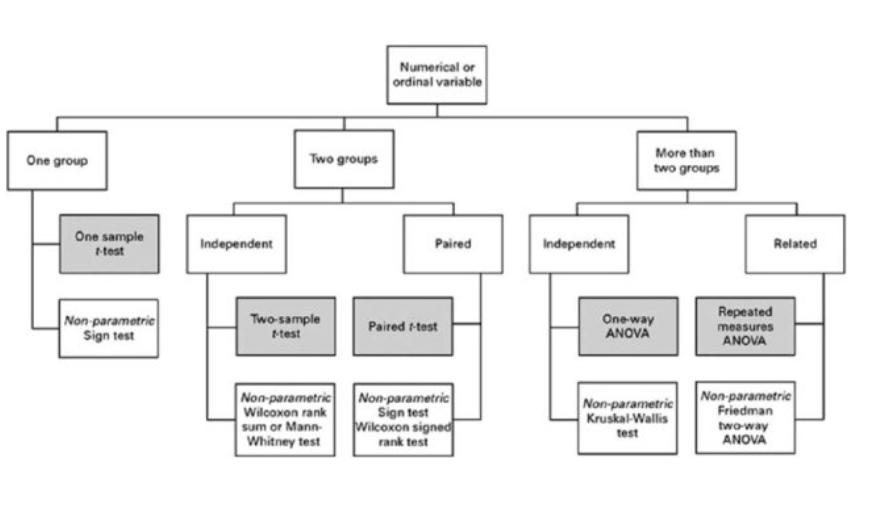 Numerical or
ordinal variable
One group
Two groups
More than
two groups
One sample
t-test
Independent
Paired
Independent
Related
Non-parametric
Sign test
Two-sample
t-test
Paired t-test
One-way
ANOVA
Repeated
measures
ANOVA
Non-parametric
Wilcoxon rank
sum or Mann-
Whitney test
Non-parametric
Sign test
Wilcoxon signed
rank test
Non-parametric
Kruskal-Wallis
test
Non-parametric
Friedman
two-way
ANOVA